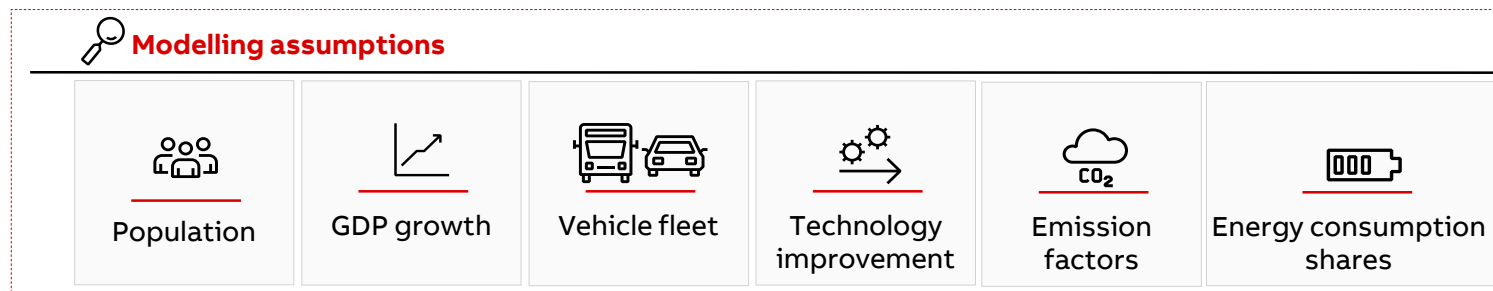 Modelling assumptions
Population
GDP growth
Vehicle fleet
Technology
improvement
CO₂
Emission
factors
Energy consumption
shares